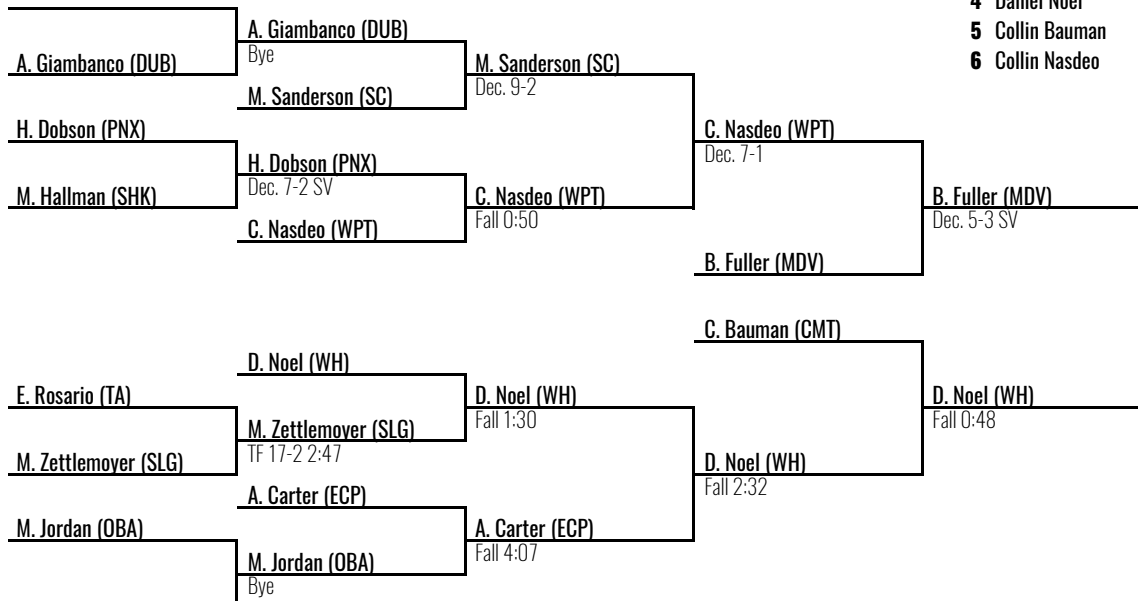 4 Daniel Noel
5 Collin Bauman
6 Collin Nasdeo
A. Giambanco (DUB)
A. Giambanco (DUB)
Bye
M. Sanderson (SC)
M. Sanderson (SC)
Dec. 9-2
H. Dobson (PNX)
M. Hallman (SHK)
H. Dobson (PNX)
Dec. 7-2 SV
C. Nasdeo (WPT)
C. Nasdeo (WPT)
Fall 0:50
C. Nasdeo (WPT)
Dec. 7-1
B. Fuller (MDV)
B. Fuller (MDV)
Dec. 5-3 SV
C. Bauman (CMT)
D. Noel (WH)
E. Rosario (TA)
M. Zettlemoyer (SLG)
M. Zettlemoyer (SLG)
TF 17-2 2:47
D. Noel (WH)
Fall 1:30
A. Carter (ECP)
M. Jordan (OBA)
M. Jordan (OBA)
Bye
A. Carter (ECP)
Fall 4:07
D. Noel (WH)
Fall 2:32
D. Noel (WH)
Fall 0:48